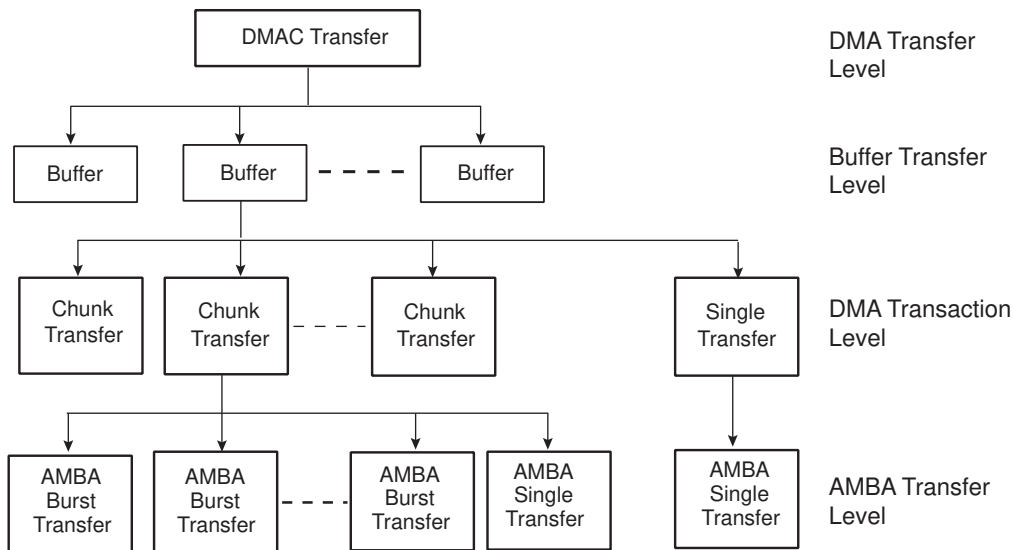 DMAC Transfer
DMA Transfer
Level
Buffer
Buffer
Buffer
Buffer Transfer
Level
Chunk
Transfer
Chunk
Transfer
Chunk
Transfer
Single
Transfer
DMA Transaction
Level
AMBA
Burst
Transfer
AMBA
Burst
Transfer
AMBA
Burst
Transfer
AMBA
Single
Transfer
AMBA
Single
Transfer
AMBA Transfer
Level